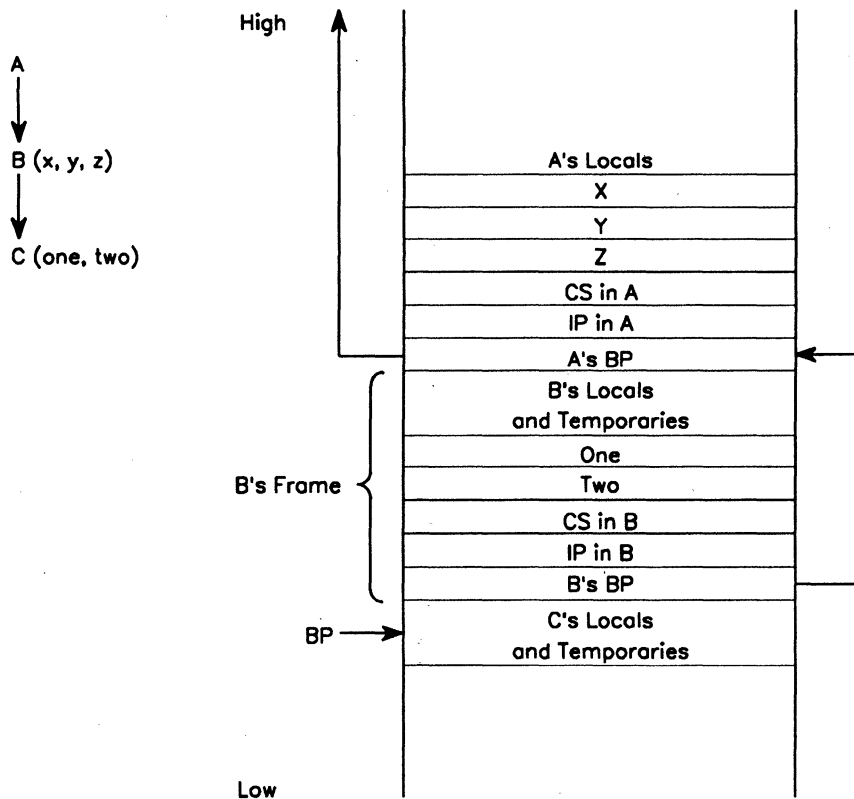 High
A
B (x, y, z)
C (one, two)
A's Locals
X
Y
Z
CS in A
IP in A
A's BP
B's Locals
and Temporaries
One
Two
B's Frame
CS in B
IP in B
B's BP
BP
C's Locals
and Temporaries
Low